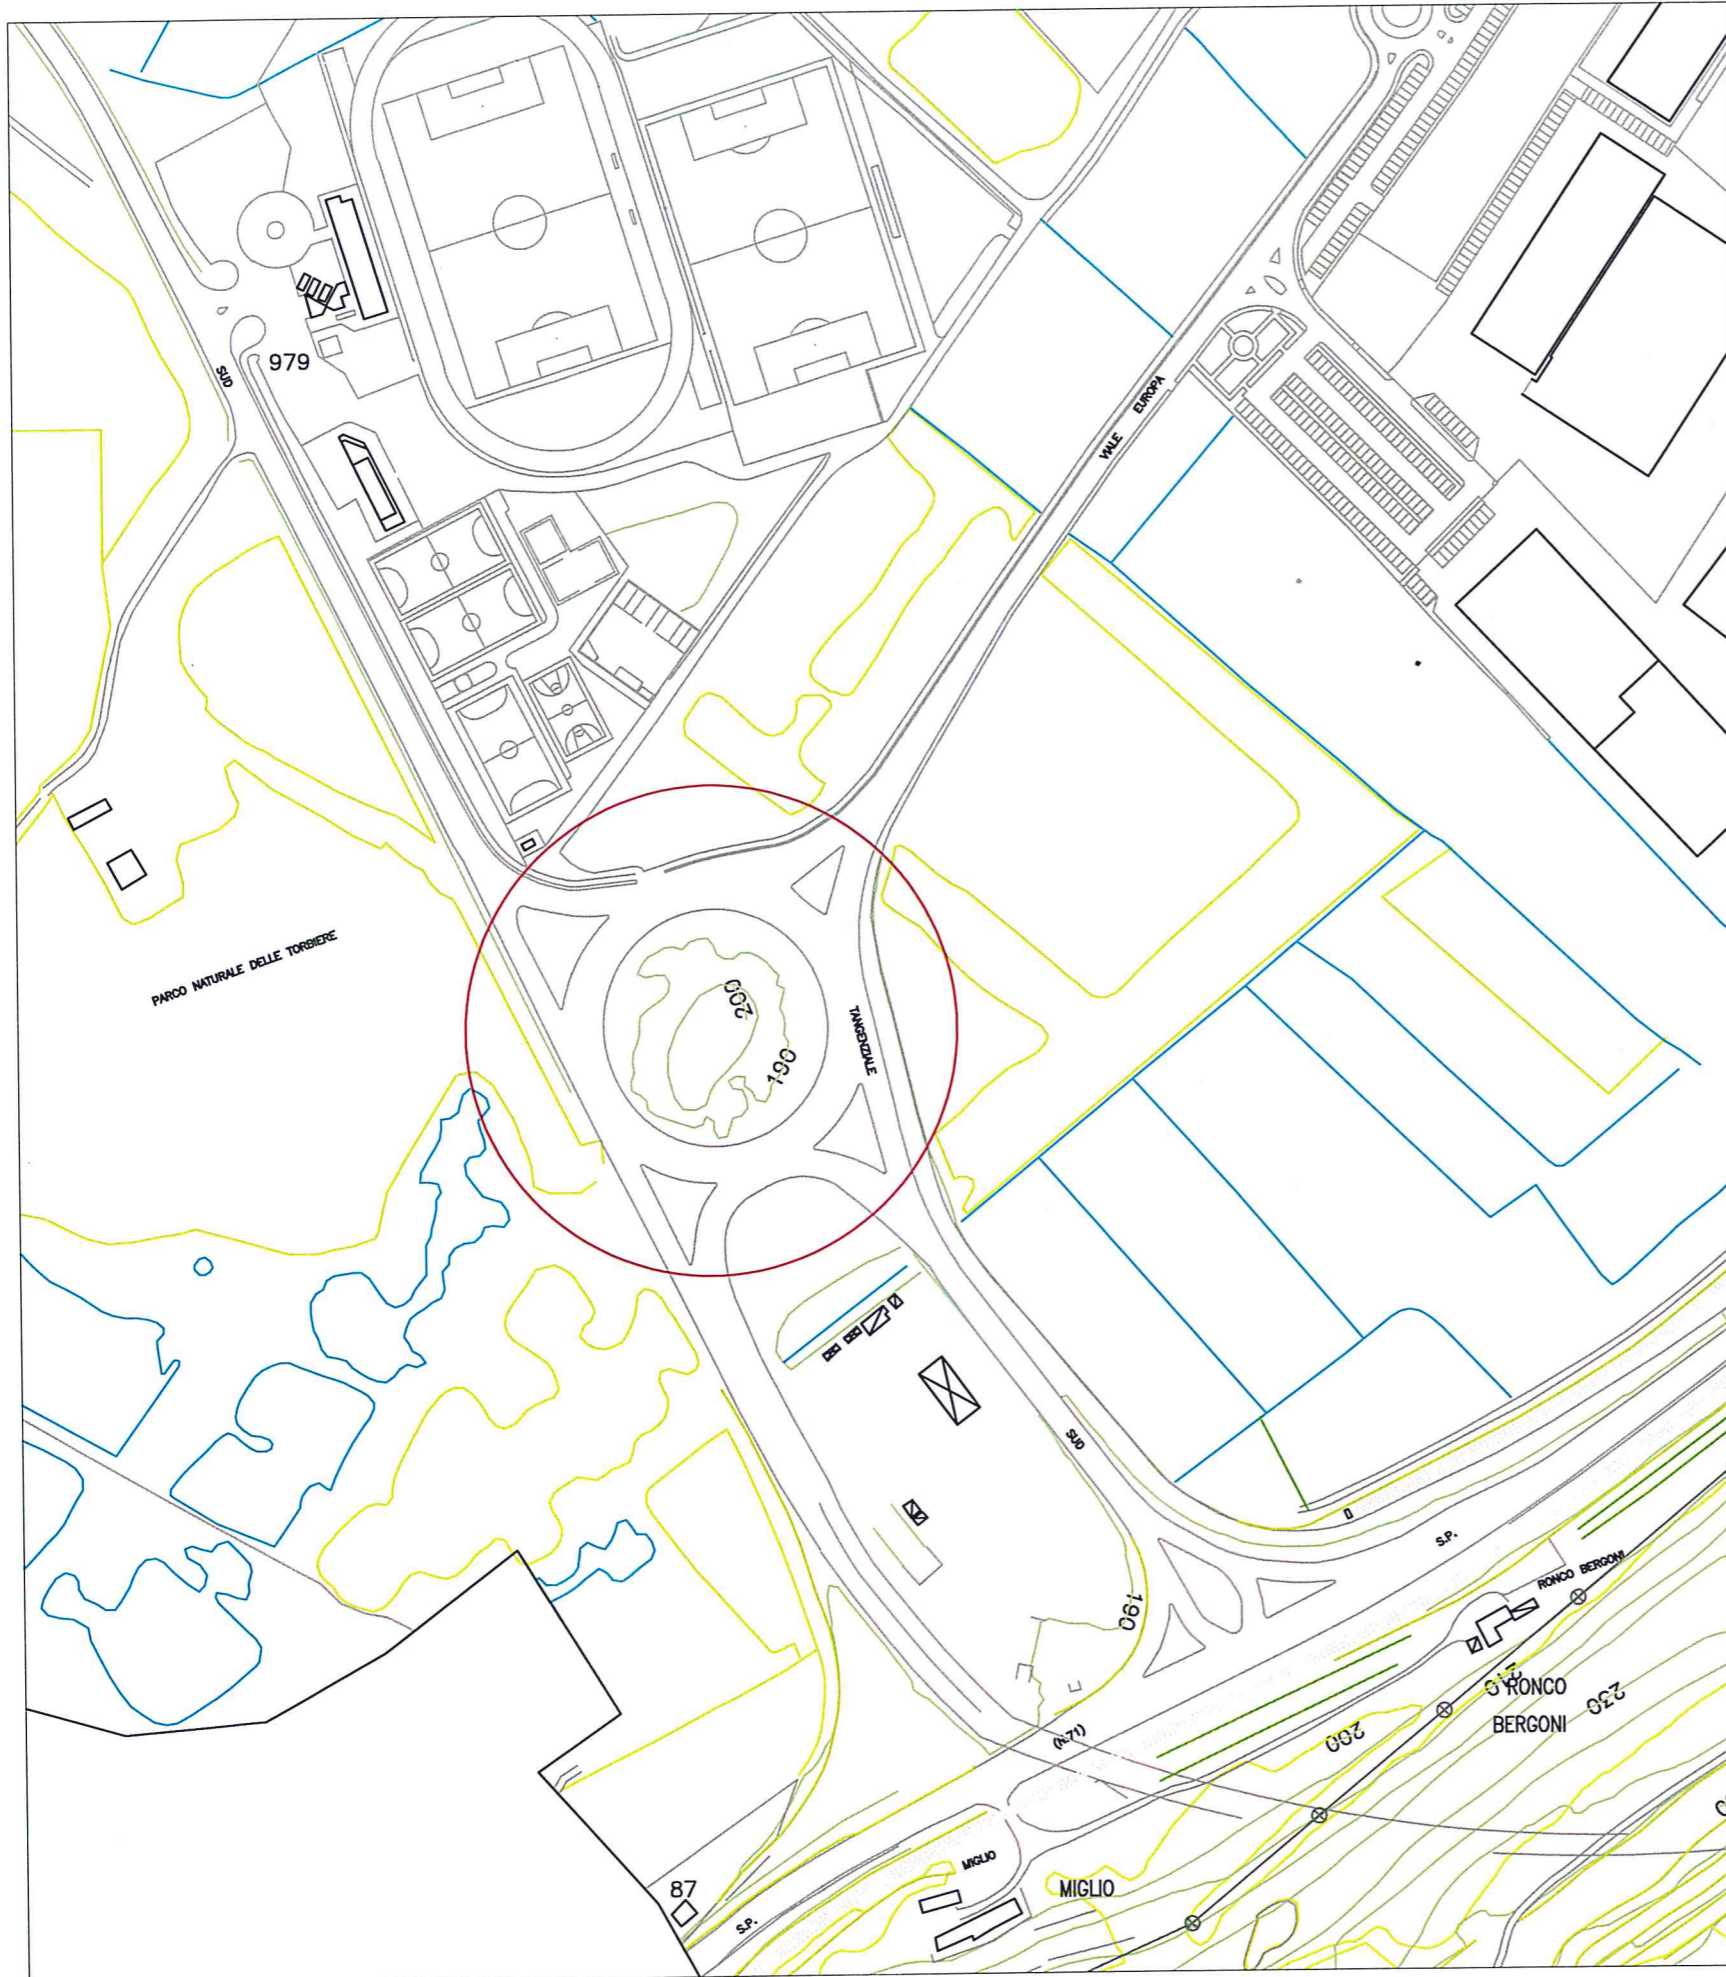 SUD
979
VIALE EUROPA
PARCO NATURALE DELLE TORBIERE
200
190
TANGENZIALE
SUD
S.P.
RONCO BERGONI
190
RONCO
BERGONI
230
200
(N.71)
MIGLIO
MIGLIO
87
S.P.